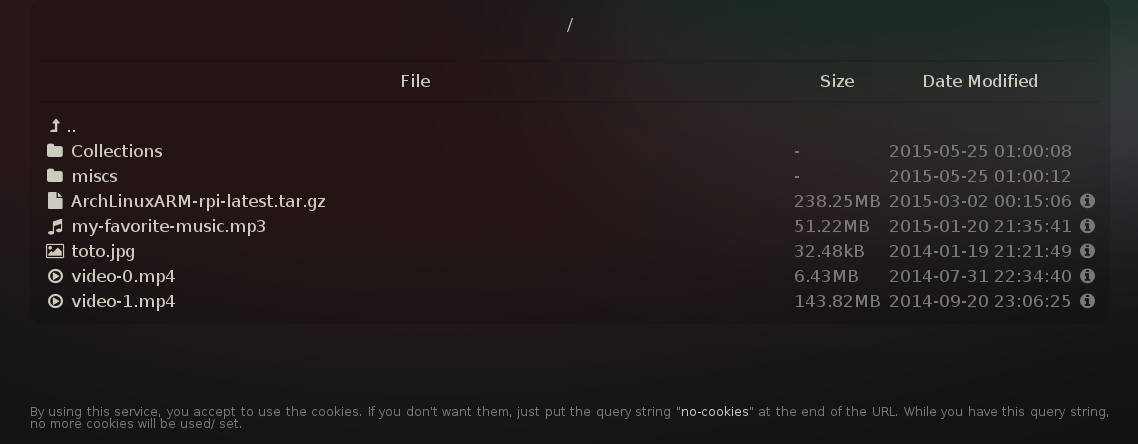 /
File Size Date Modified
..
Collections - 2015-05-25 01:00:08
miscs - 2015-05-25 01:00:12
ArchLinuxARM-rpi-latest.tar.gz 238.25MB 2015-03-02 00:15:06
my-favorite-music.mp3 51.22MB 2015-01-20 21:35:41
toto.jpg 32.48kB 2014-01-19 21:21:49
video-0.mp4 6.43MB 2014-07-31 22:34:40
video-1.mp4 143.82MB 2014-09-20 23:06:25
By using this service, you accept to use the cookies. If you don't want them, just put the query string "no-cookies" at the end of the URL. While you have this query string,
no more cookies will be used/ set.